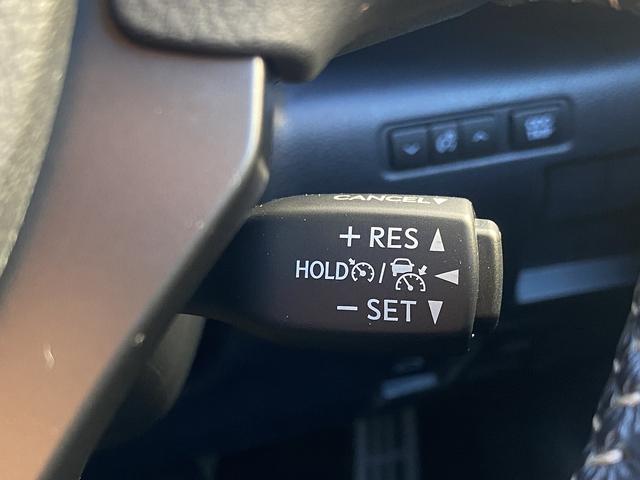 CANCEL▼
+ RES ▲
HOLD / ◀
− SET ▼